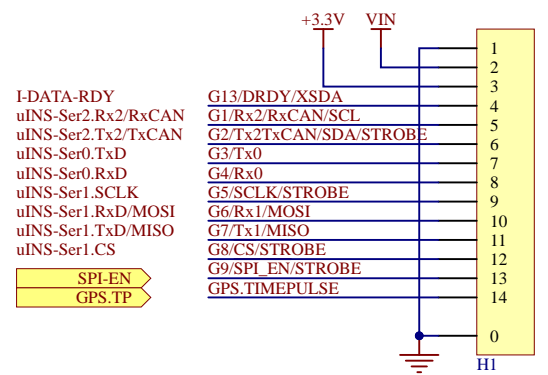 +3.3V VIN
1
2
3
I-DATA-RDY G13/DRDY/XSDA 4
uINS-Ser2.Rx2/RxCAN G1/Rx2/RxCAN/SCL 5
uINS-Ser2.Tx2/TxCAN G2/Tx2TxCAN/SDA/STROBE 6
uINS-Ser0.TxD G3/Tx0 7
uINS-Ser0.RxD G4/Rx0 8
uINS-Ser1.SCLK G5/SCLK/STROBE 9
uINS-Ser1.RxD/MOSI G6/Rx1/MOSI 10
uINS-Ser1.TxD/MISO G7/Tx1/MISO 11
uINS-Ser1.CS G8/CS/STROBE 12
SPI-EN G9/SPI_EN/STROBE 13
GPS.TP GPS.TIMEPULSE 14
0
H1